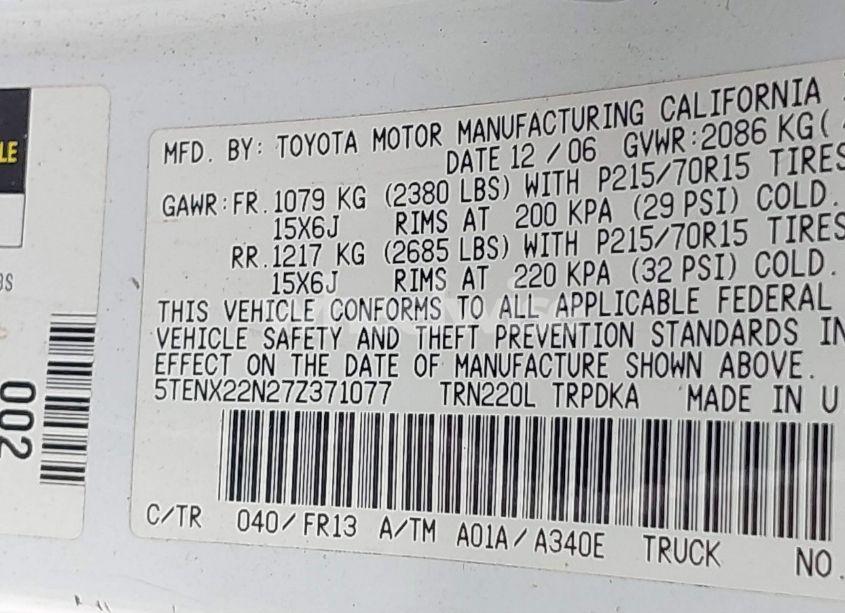 LE
BS
002
MFD. BY: TOYOTA MOTOR MANUFACTURING CALIFORNIA
DATE 12 / 06 GVWR:2086 KG(
GAWR:FR.1079 KG (2380 LBS) WITH P215/70R15 TIRES
15X6J RIMS AT 200 KPA (29 PSI) COLD.
RR.1217 KG (2685 LBS) WITH P215/70R15 TIRES
15X6J RIMS AT 220 KPA (32 PSI) COLD.
THIS VEHICLE CONFORMS TO ALL APPLICABLE FEDERAL
VEHICLE SAFETY AND THEFT PREVENTION STANDARDS IN
EFFECT ON THE DATE OF MANUFACTURE SHOWN ABOVE.
5TENX22N27Z371077 TRN220L TRPDKA MADE IN U
C/TR 040/FR13 A/TM A01A/A340E TRUCK NO.